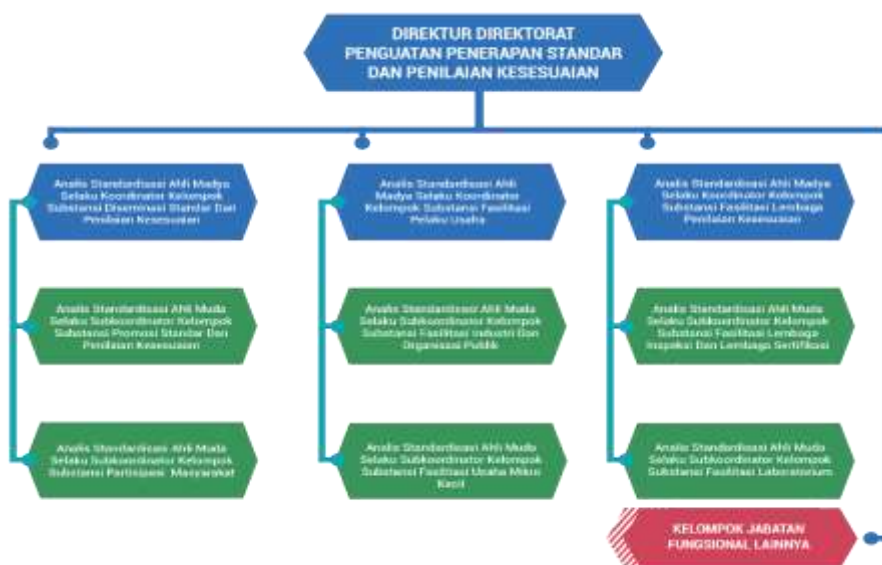 DIREKTUR DIREKTORAT
PENGUATAN PENERAPAN STANDAR
DAN PENILAIAN KESESUAIAN
Analis Standardisasi Ahli Madya
Selaku Koordinator Kelompok
Substansi Diseminasi Standar Dan
Penilaian Kesesuaian
Analis Standardisasi Ahli
Madya Selaku Koordinator
Kelompok Substansi Fasilitasi
Pelaku Usaha
Analis Standardisasi Ahli Madya
Selaku Koordinator Kelompok
Substansi Fasilitasi Lembaga
Penilaian Kesesuaian
Analis Standardisasi Ahli Muda
Selaku Subkoordinator Kelompok
Substansi Promosi Standar Dan
Penilaian Kesesuaian
Analis Standardisasi Ahli Muda
Selaku Subkoordinator Kelompok
Substansi Fasilitasi Industri Dan
Organisasi Publik
Analis Standardisasi Ahli Muda
Selaku Subkoordinator Kelompok
Substansi Fasilitasi Lembaga
Inspeksi Dan Lembaga Sertifikasi
Analis Standardisasi Ahli Muda
Selaku Subkoordinator Kelompok
Substansi Partisipasi Masyarakat
Analis Standardisasi Ahli Muda
Selaku Subkoordinator Kelompok
Substansi Fasilitasi Usaha Mikro
Kecil
Analis Standardisasi Ahli Muda
Selaku Subkoordinator Kelompok
Substansi Fasilitasi Laboratorium
KELOMPOK JABATAN
FUNGSIONAL LAINNYA